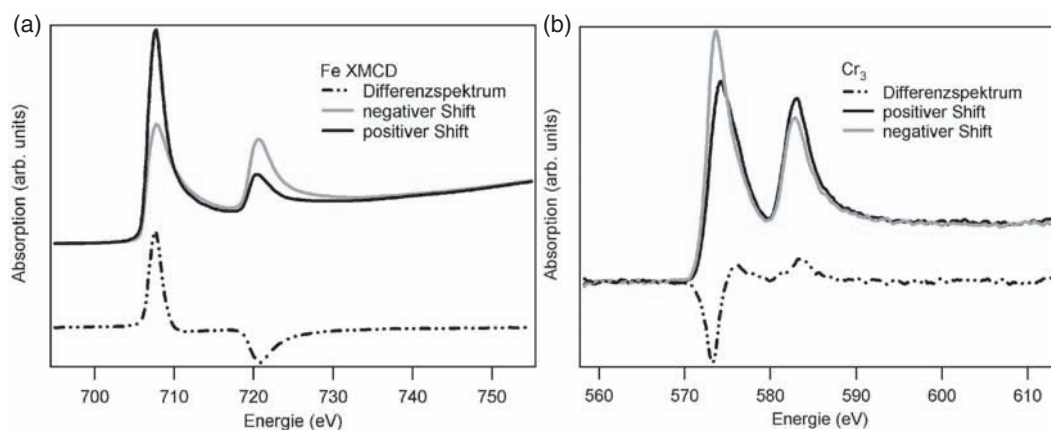 (a)
Fe XMCD
Differenzspektrum
negativer Shift
positiver Shift
Absorption (arb. units)
700 710 720 730 740 750
Energie (eV)
(b)
Cr3
Differenzspektrum
positiver Shift
negativer Shift
Absorption (arb. units)
560 570 580 590 600 610
Energie (eV)